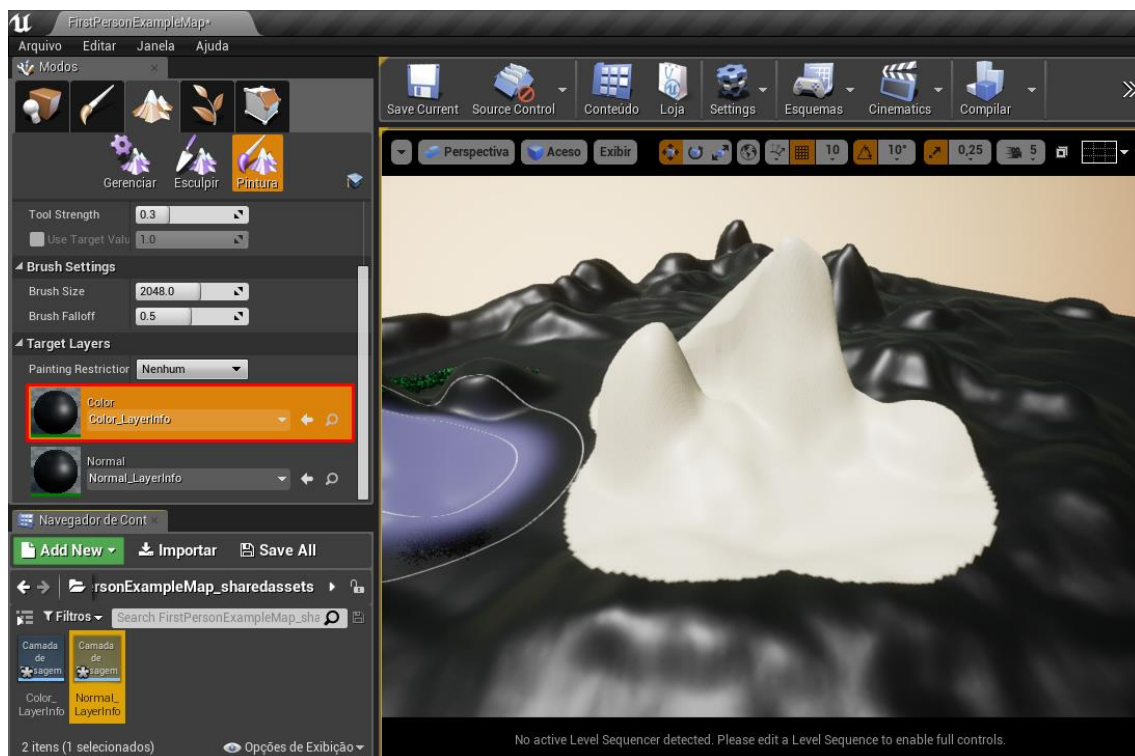 FirstPersonExampleMap*
Arquivo Editar Janela Ajuda
Modos
Save Current Source Control Conteúdo Loja Settings Esquemas Cinematics Compilar
Gerenciar Esculpir Pintura
Perspectiva Aceso Exibir 10 10° 0,25 5
Tool Strength 0.3
Use Target Valu 1.0
Brush Settings
Brush Size 2048.0
Brush Falloff 0.5
Target Layers
Painting Restriction Nenhum
Color
Color_LayerInfo
Normal
Normal_LayerInfo
Navegador de Cont
Add New Importar Save All
rsonExampleMap_sharedassets
Filtros Search FirstPersonExampleMap_sha
Camada de sagem
Camada de sagem
Color_
LayerInfo
Normal_
LayerInfo
2 itens (1 selecionados) Opções de Exibição
No active Level Sequencer detected. Please edit a Level Sequence to enable full controls.